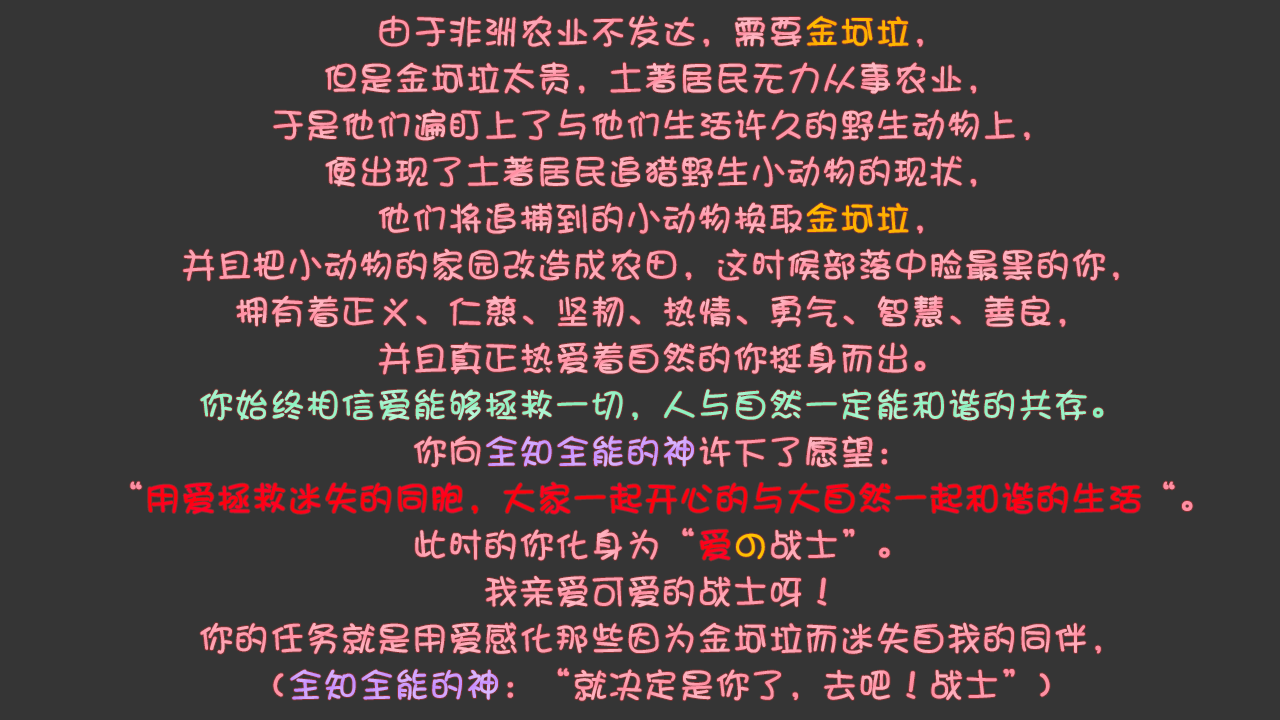 由于非洲农业不发达，需要金坷垃，
但是金坷垃太贵，土著居民无力从事农业，
于是他们遍盯上了与他们生活许久的野生动物上，
便出现了土著居民追猎野生小动物的现状，
他们将追捕到的小动物换取金坷垃，
并且把小动物的家园改造成农田，这时候部落中脸最黑的你，
拥有着正义、仁慈、坚韧、热情、勇气、智慧、善良，
并且真正热爱着自然的你挺身而出。
你始终相信爱能够拯救一切，人与自然一定能和谐的共存。
你向全知全能的神许下了愿望：
“用爱拯救迷失的同胞，大家一起开心的与大自然一起和谐的生活“。
此时的你化身为“爱の战士”。
我亲爱可爱的战士呀！
你的任务就是用爱感化那些因为金坷垃而迷失自我的同伴，
（全知全能的神：“就决定是你了，去吧！战士”）